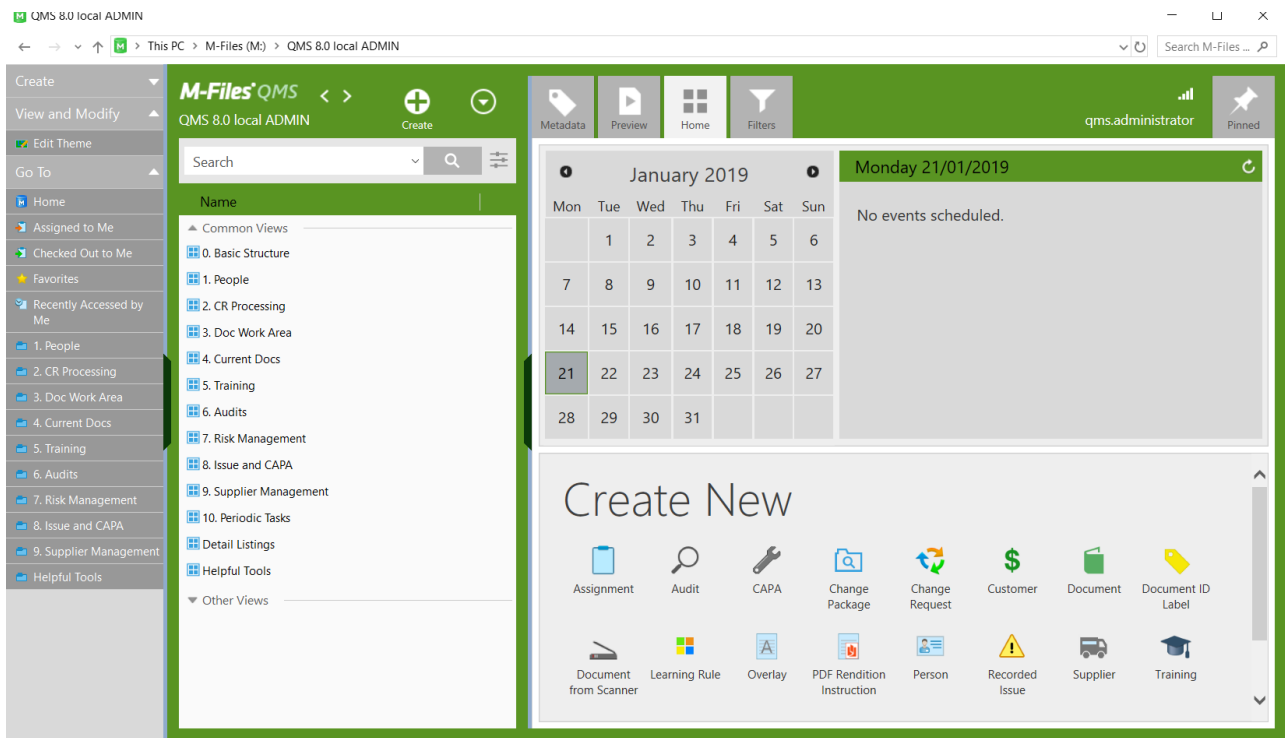 QMS 8.0 local ADMIN
This PC > M-Files (M:) > QMS 8.0 local ADMIN
Search M-Files ...
Create
View and Modify
Edit Theme
Go To
Home
Assigned to Me
Checked Out to Me
Favorites
Recently Accessed by
Me
1. People
2. CR Processing
3. Doc Work Area
4. Current Docs
5. Training
6. Audits
7. Risk Management
8. Issue and CAPA
9. Supplier Management
Helpful Tools
M-Files QMS
QMS 8.0 local ADMIN
Create
Search
Name
Common Views
0. Basic Structure
1. People
2. CR Processing
3. Doc Work Area
4. Current Docs
5. Training
6. Audits
7. Risk Management
8. Issue and CAPA
9. Supplier Management
10. Periodic Tasks
Detail Listings
Helpful Tools
Other Views
Metadata Preview Home Filters
qms.administrator
Pinned
January 2019
Mon Tue Wed Thu Fri Sat Sun
1 2 3 4 5 6
7 8 9 10 11 12 13
14 15 16 17 18 19 20
21 22 23 24 25 26 27
28 29 30 31
Monday 21/01/2019
No events scheduled.
Create New
Assignment
Audit
CAPA
Change
Package
Change
Request
Customer
Document
Document ID
Label
Document
from Scanner
Learning Rule
Overlay
PDF Rendition
Instruction
Person
Recorded
Issue
Supplier
Training